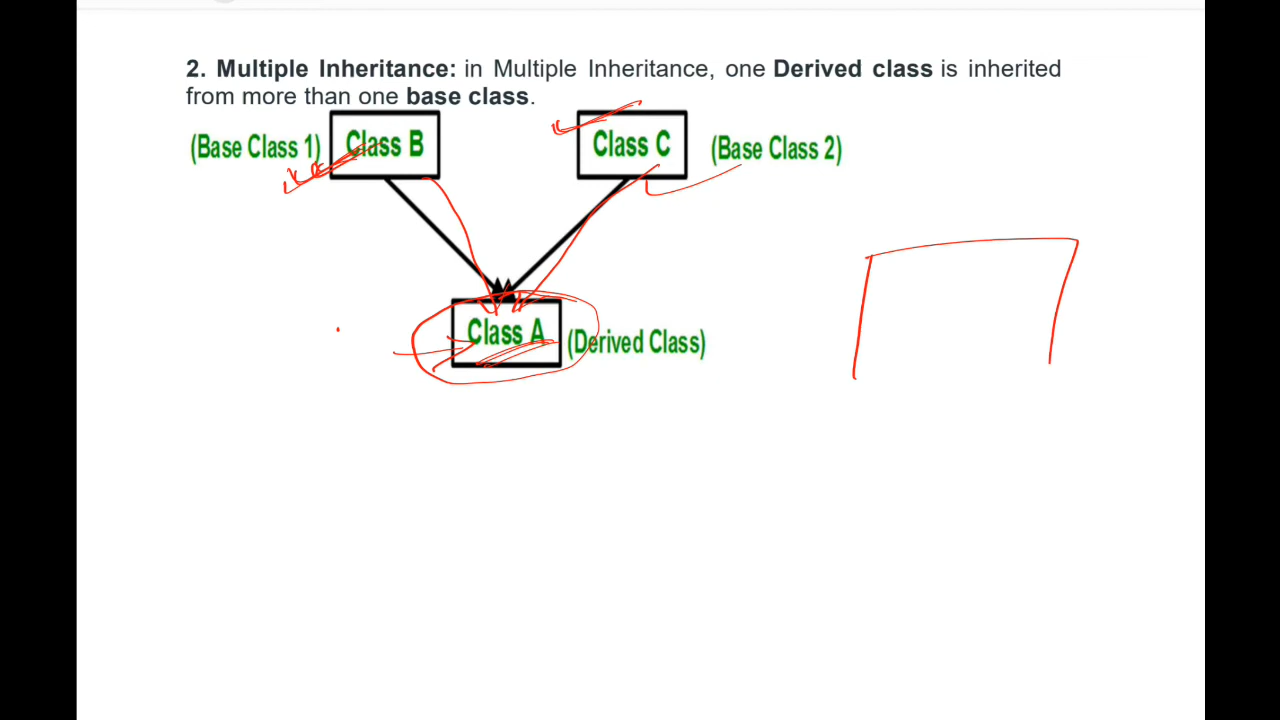 2. Multiple Inheritance: in Multiple Inheritance, one Derived class is inherited
from more than one base class.
(Base Class 1) Class B Class C (Base Class 2)
Class A (Derived Class)